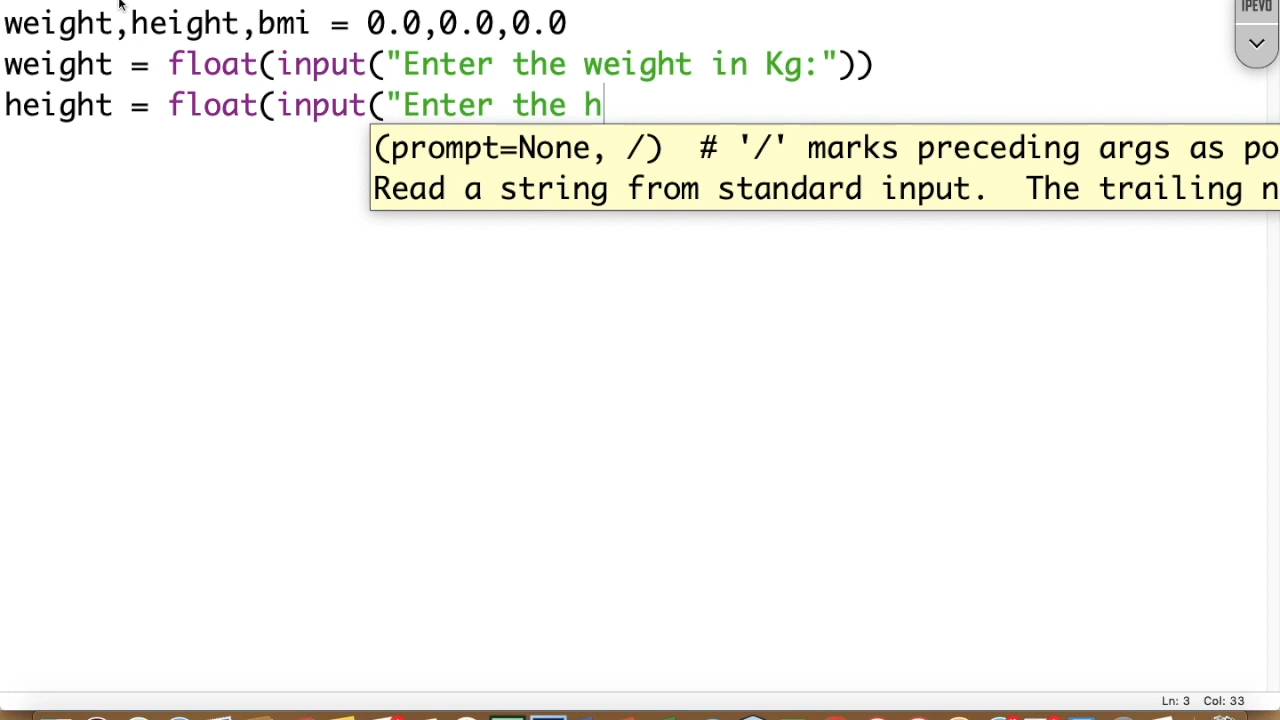 weight,height,bmi = 0.0,0.0,0.0
weight = float(input("Enter the weight in Kg:"))
height = float(input("Enter the h
(prompt=None, /)  # '/' marks preceding args as po
Read a string from standard input.  The trailing n
IPEVO
Ln: 3 Col: 33